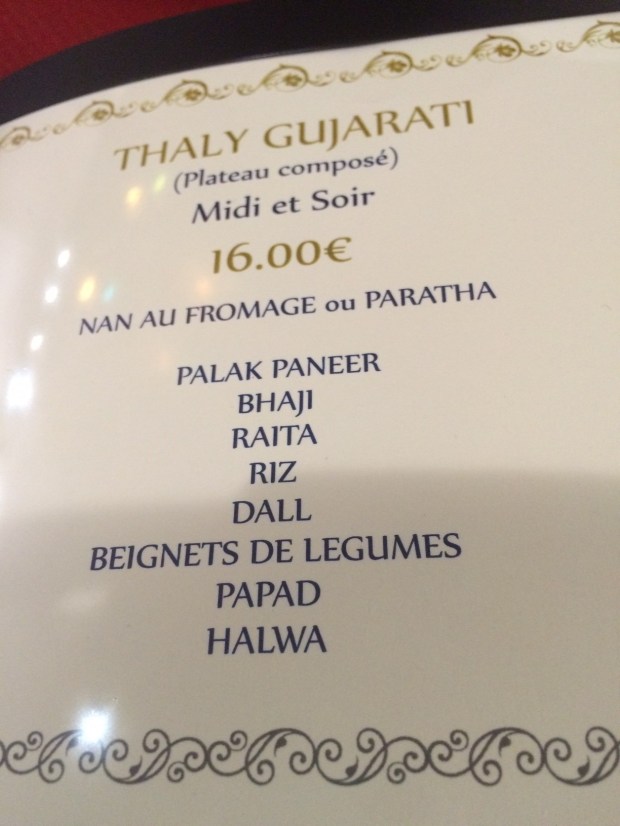 THALY GUJARATI
(Plateau composé)
Midi et Soir
16.00€
NAN AU FROMAGE ou PARATHA
PALAK PANEER
BHAJI
RAITA
RIZ
DALL
BEIGNETS DE LEGUMES
PAPAD
HALWA